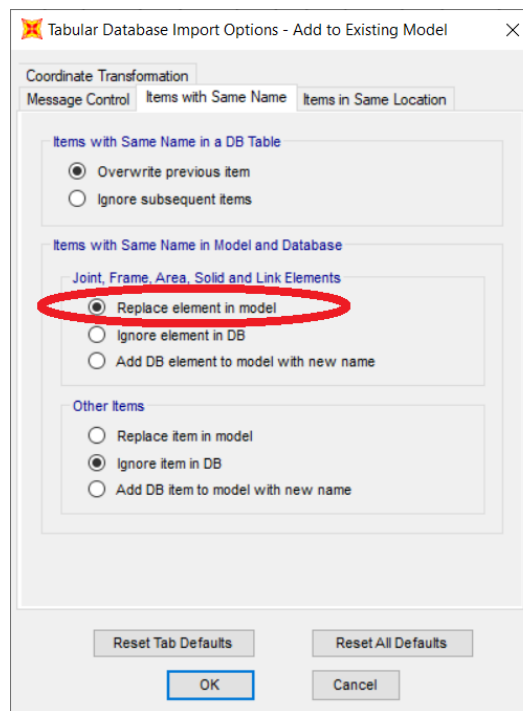 Tabular Database Import Options - Add to Existing Model
Coordinate Transformation
Message Control Items with Same Name Items in Same Location
Items with Same Name in a DB Table
Overwrite previous item
Ignore subsequent items
Items with Same Name in Model and Database
Joint, Frame, Area, Solid and Link Elements
Replace element in model
Ignore element in DB
Add DB element to model with new name
Other Items
Replace item in model
Ignore item in DB
Add DB item to model with new name
Reset Tab Defaults Reset All Defaults
OK Cancel